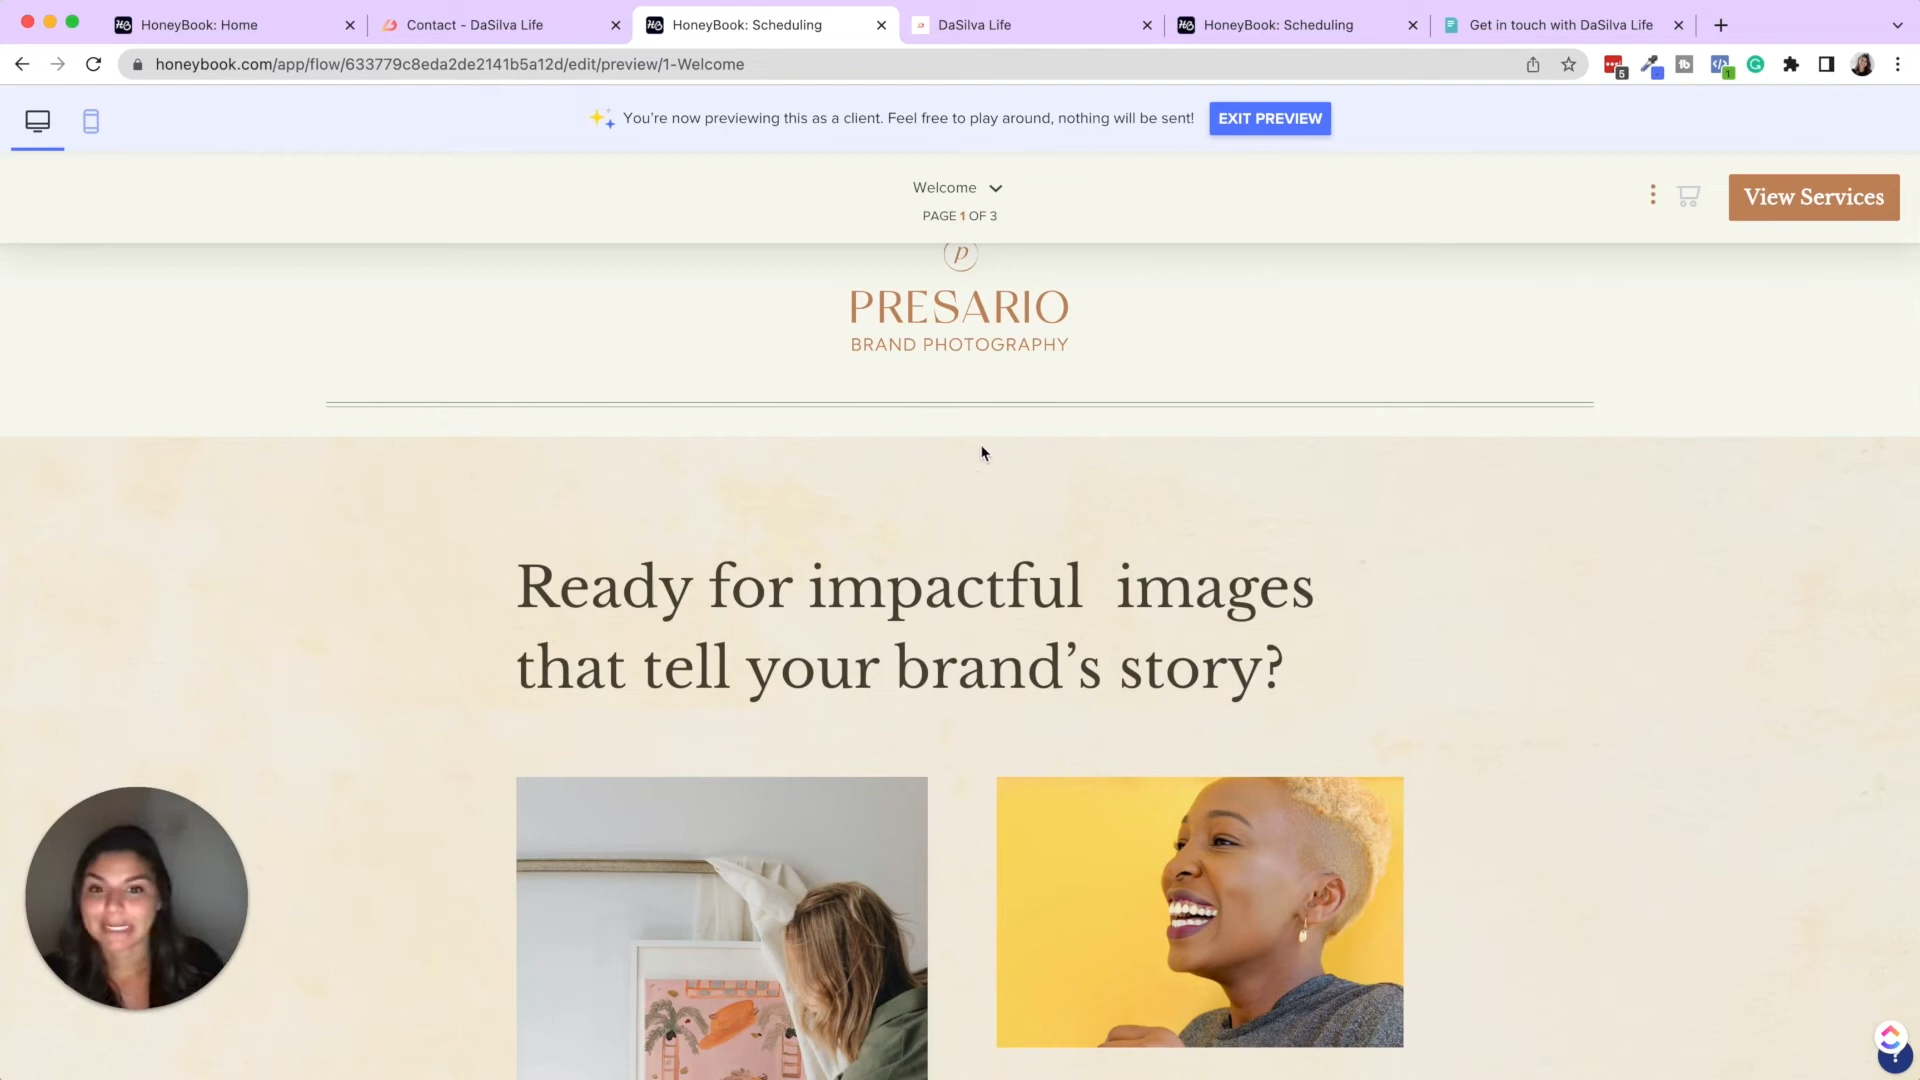 HoneyBook: Home
Contact - DaSilva Life
HoneyBook: Scheduling
DaSilva Life
HoneyBook: Scheduling
Get in touch with DaSilva Life
honeybook.com/app/flow/633779c8eda2de2141b5a12d/edit/preview/1-Welcome
5
1
You're now previewing this as a client. Feel free to play around, nothing will be sent!
EXIT PREVIEW
Welcome
PAGE 1 OF 3
View Services
p
PRESARIO
BRAND PHOTOGRAPHY
Ready for impactful images
that tell your brand’s story?